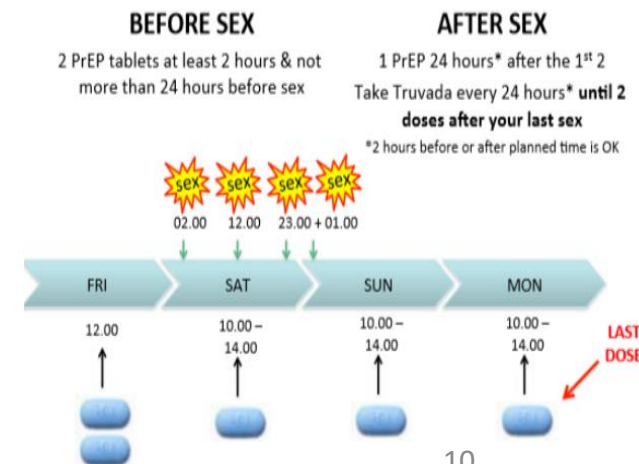 BEFORE SEX
2 PrEP tablets at least 2 hours & not
more than 24 hours before sex
AFTER SEX
1 PrEP 24 hours* after the 1st 2
Take Truvada every 24 hours* until 2
doses after your last sex
*2 hours before or after planned time is OK
sex sex sex sex
02.00 12.00 23.00 + 01.00
FRI SAT SUN MON
12.00
10.00 –
14.00
10.00 –
14.00
10.00 –
14.00
LAST
DOSE
10